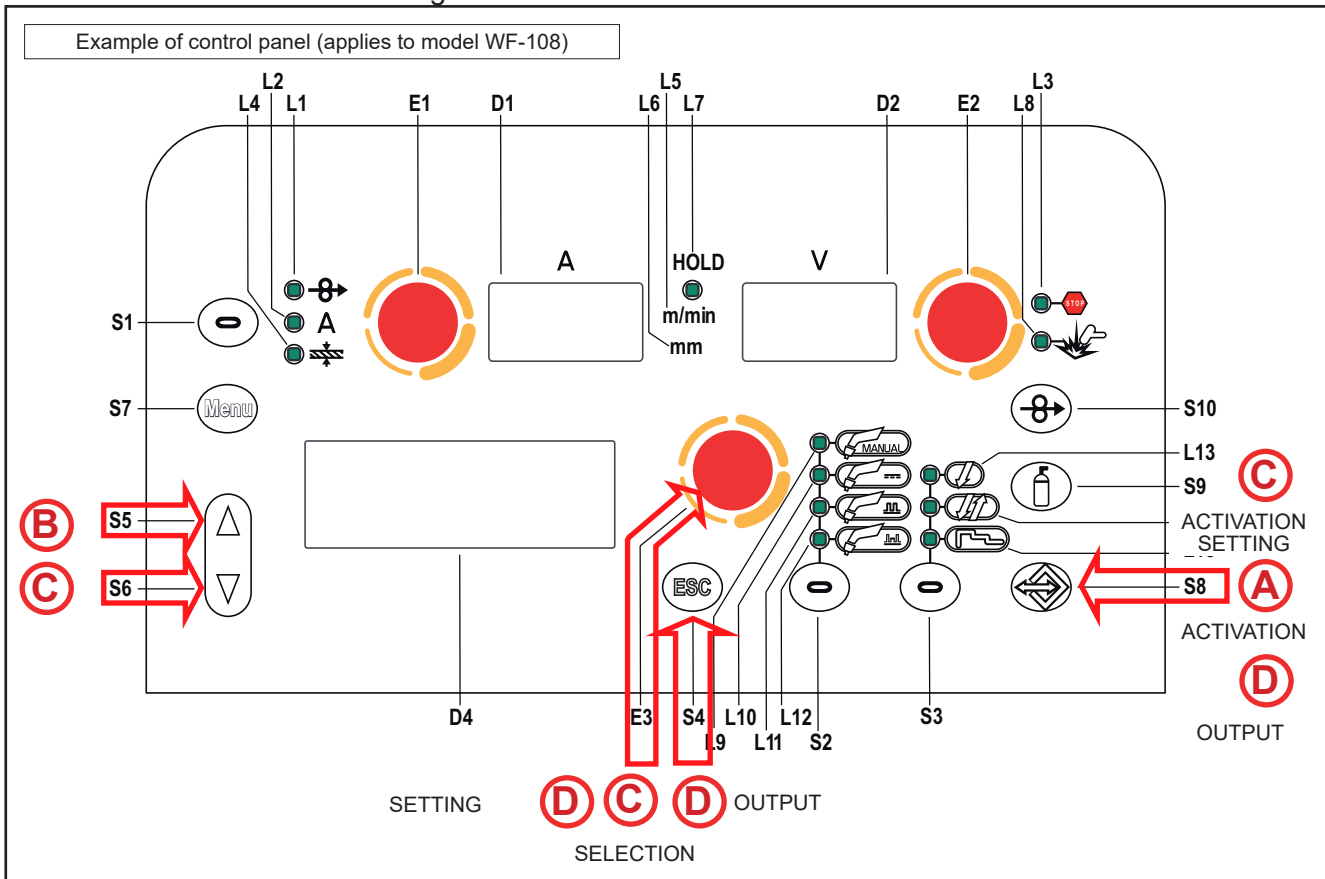 Example of control panel (applies to model WF-108)
L2 L5 L3
L4 L1 E1 D1 L6 L7 D2 E2 L8
A HOLD V
S1 A m/min STOP
mm
S7 Menu S10
MANUAL
L13
S9 C
B S5 ACTIVATION
SETTING
C S6 ESC S8 A
ACTIVATION
D
D4 E3 S4 L10 L12 S3
L9 L11 S2
OUTPUT
SETTING D C D OUTPUT
SELECTION